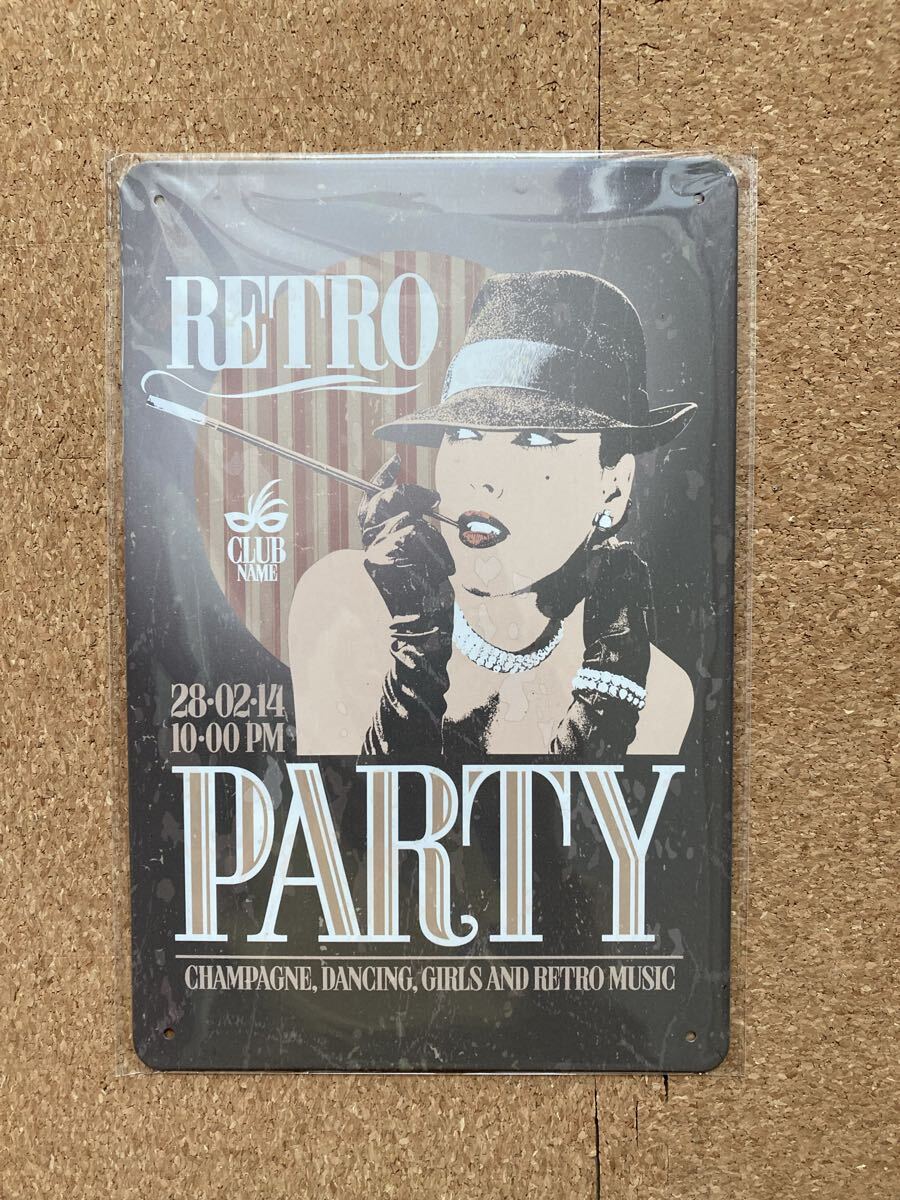 RETRO
CLUB
NAME
28·02·14
10·00 PM
PARTY
CHAMPAGNE, DANCING, GIRLS AND RETRO MUSIC